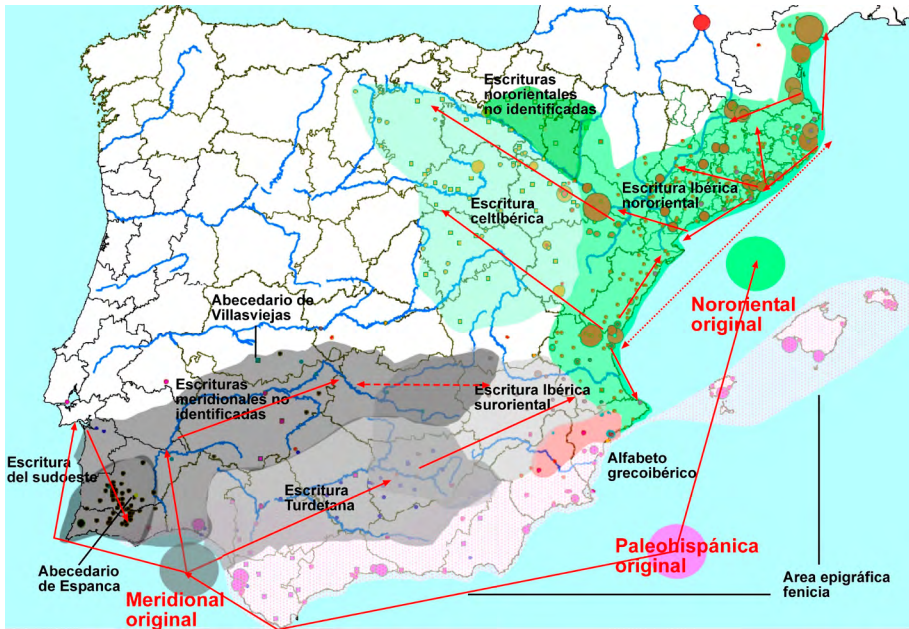 Escrituras
nororientales
no identificadas
Escritura Ibérica
nororiental
Escritura
celtibérica
Nororiental
original
Abecedario de
Villasviejas
Escrituras
meridionales no
identificadas
Escritura Ibérica
suroriental
Escritura
del sudoeste
Alfabeto
grecoibérico
Escritura
Turdetana
Abecedario
de Espanca
Meridional
original
Paleohispánica
original
Area epigráfica
fenicia